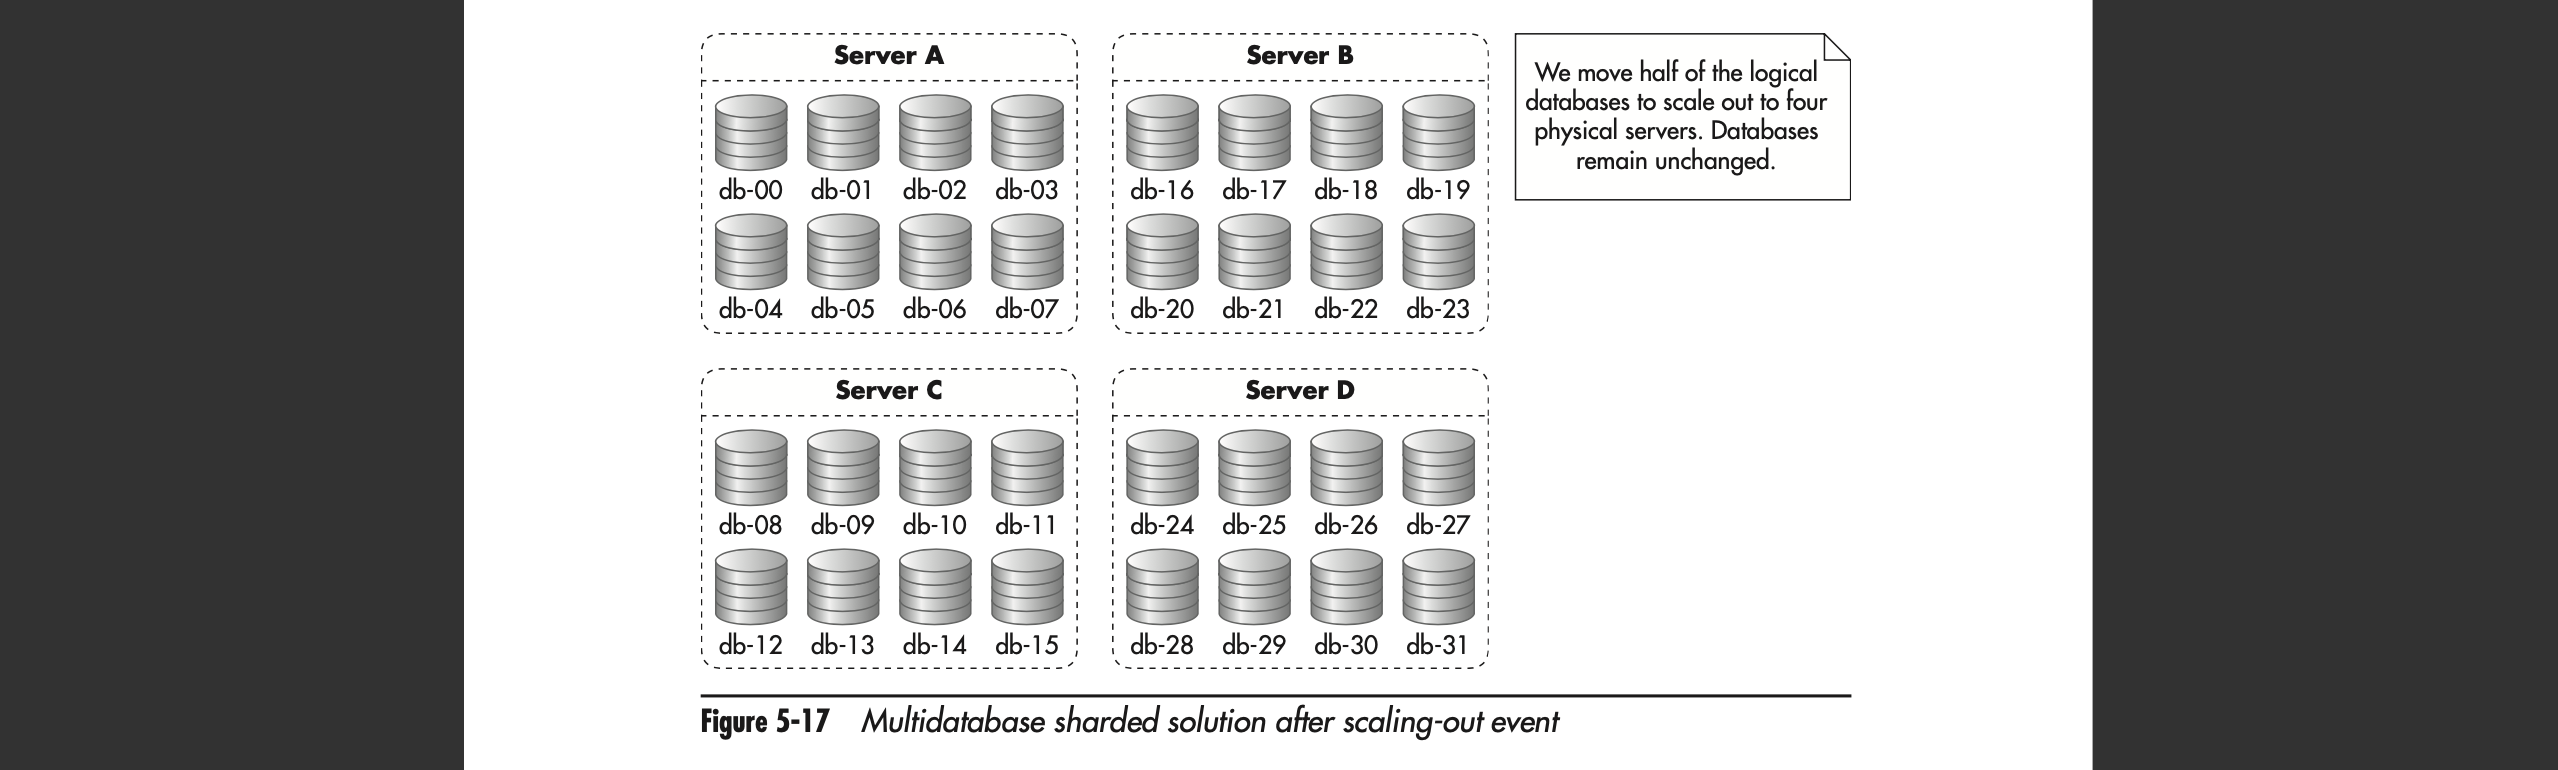 Server A
db-00 db-01 db-02 db-03
db-04 db-05 db-06 db-07
Server B
db-16 db-17 db-18 db-19
db-20 db-21 db-22 db-23
We move half of the logical
databases to scale out to four
physical servers. Databases
remain unchanged.
Server C
db-08 db-09 db-10 db-11
db-12 db-13 db-14 db-15
Server D
db-24 db-25 db-26 db-27
db-28 db-29 db-30 db-31
Figure 5-17 Multidatabase sharded solution after scaling-out event